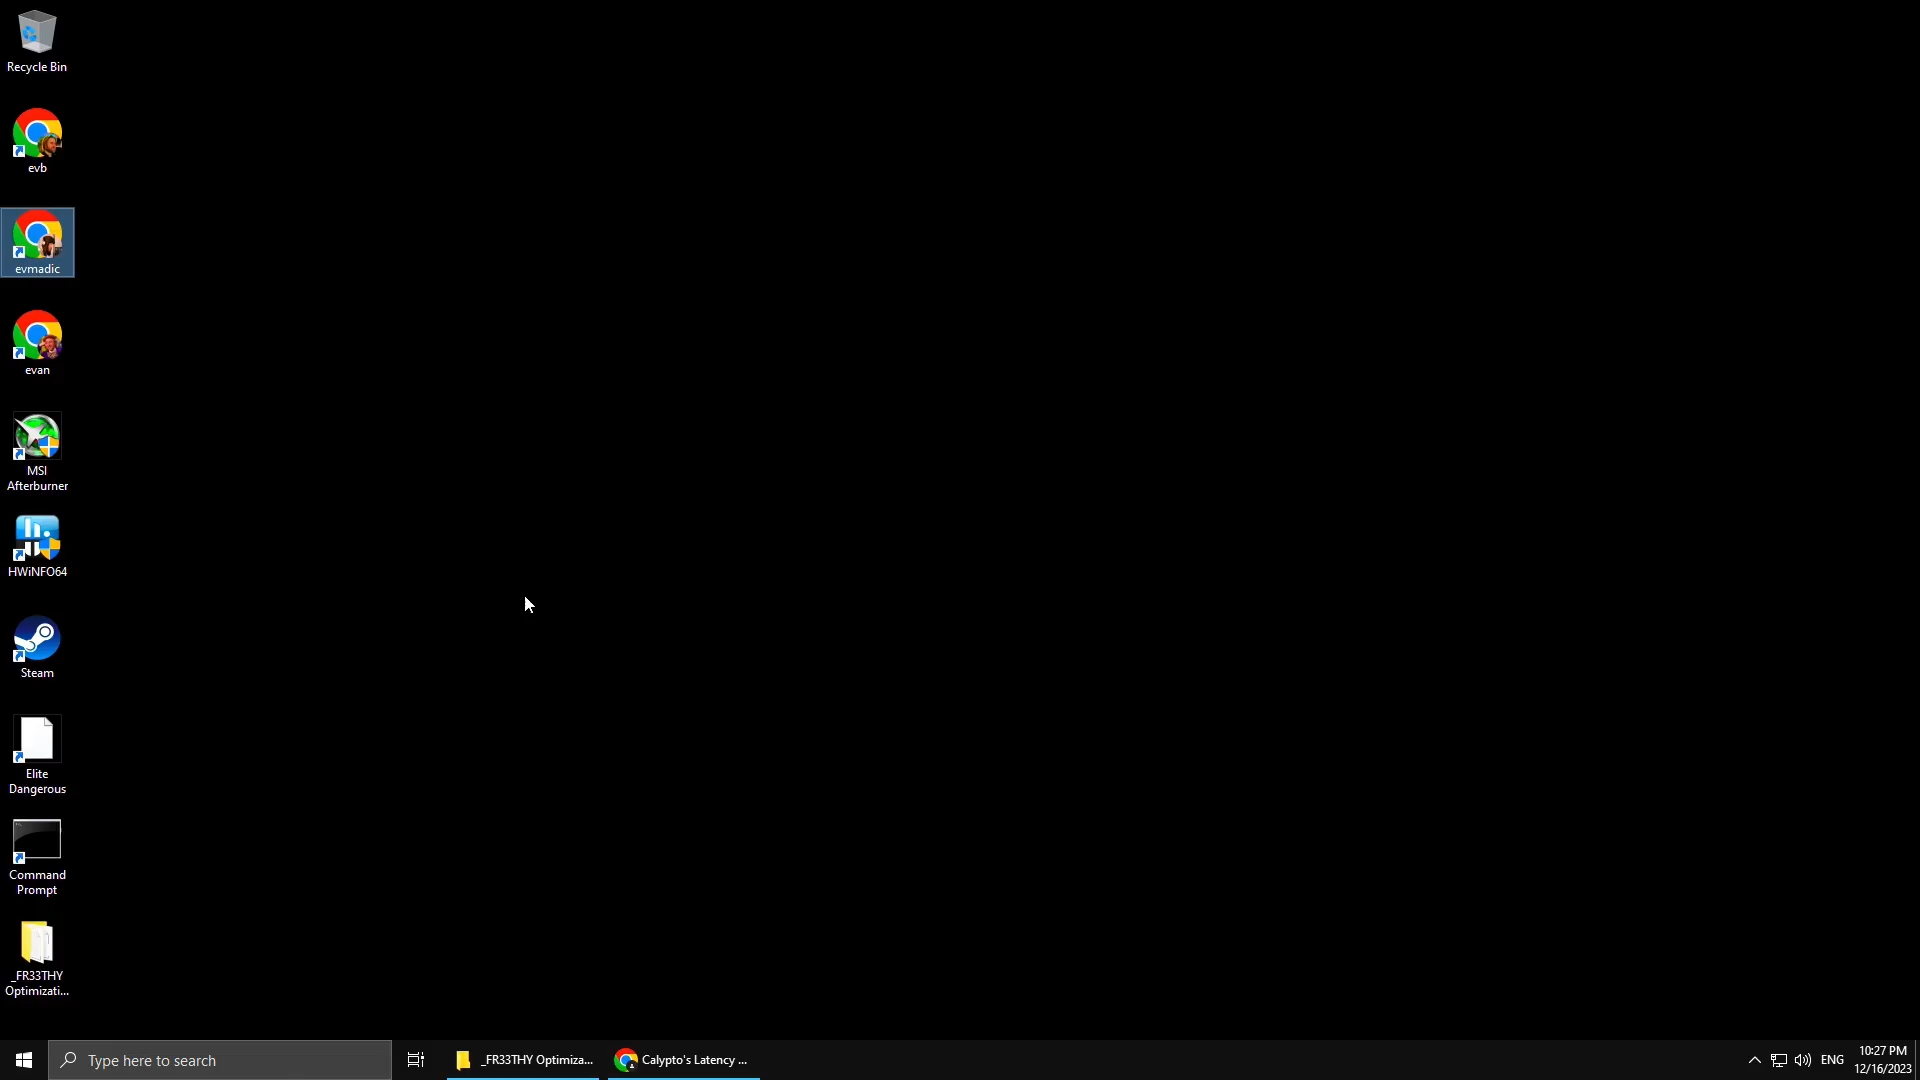 Recycle Bin
evb
evmadic
evan
MSI
Afterburner
HWiNFO64
Steam
Elite
Dangerous
Command
Prompt
_FR33THY
Optimizati...
Type here to search
_FR33THY Optimiza...
Calypto's Latency ...
ENG
10:27 PM
12/16/2023